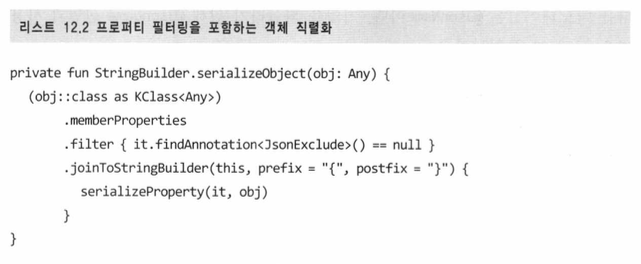 리스트 12.2 프로퍼티 필터링을 포함하는 객체 직렬화
private fun StringBuilder.serializeObject(obj: Any) {
(obj::class as KClass<Any>)
.memberProperties
.filter { it.findAnnotation<JsonExclude>() == null }
.joinToStringBuilder(this, prefix = "{", postfix = "}") {
serializeProperty(it, obj)
}
}